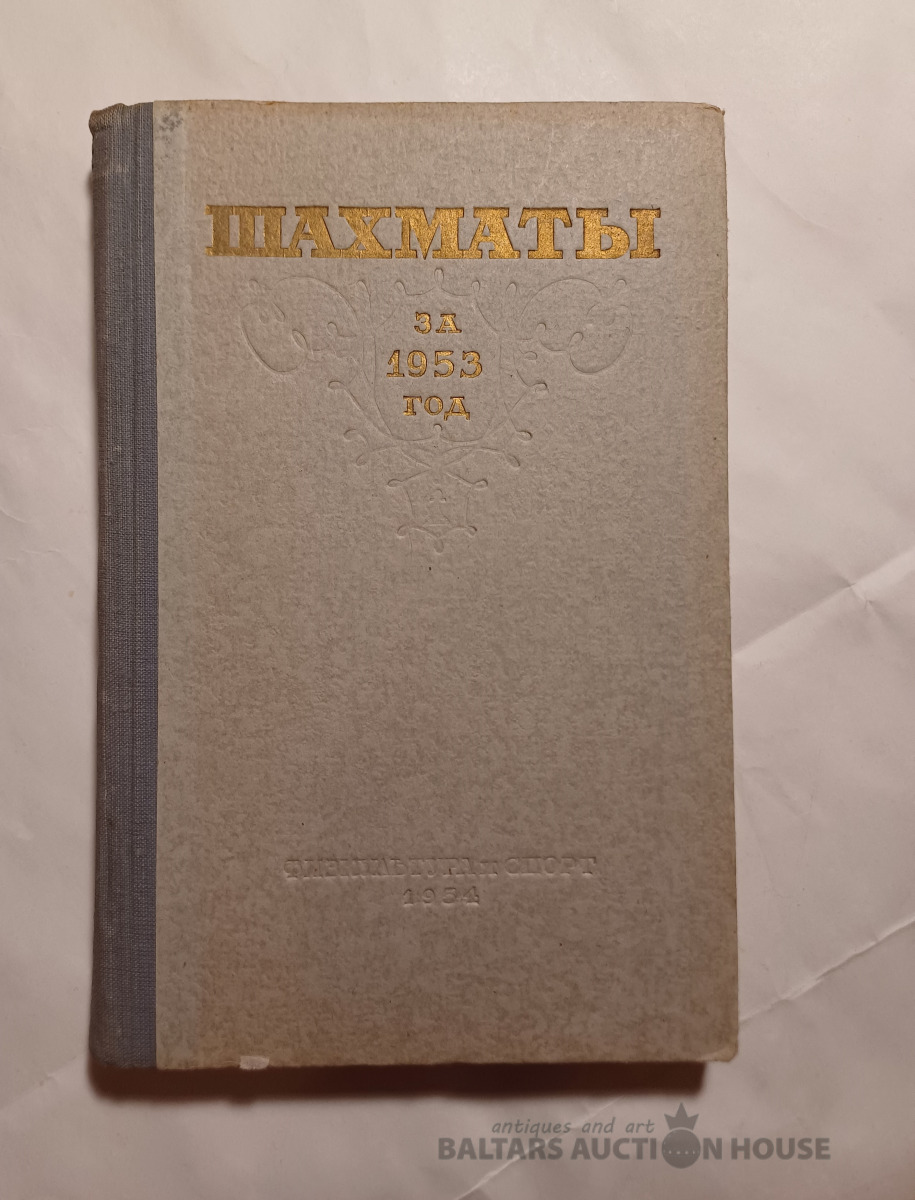 ШАХМАТЫ
ЗА
1953
ГОД
ФИЗКУЛЬТУРА И СПОРТ
1954
antiques and art
BALTARS AUCTION HOUSE